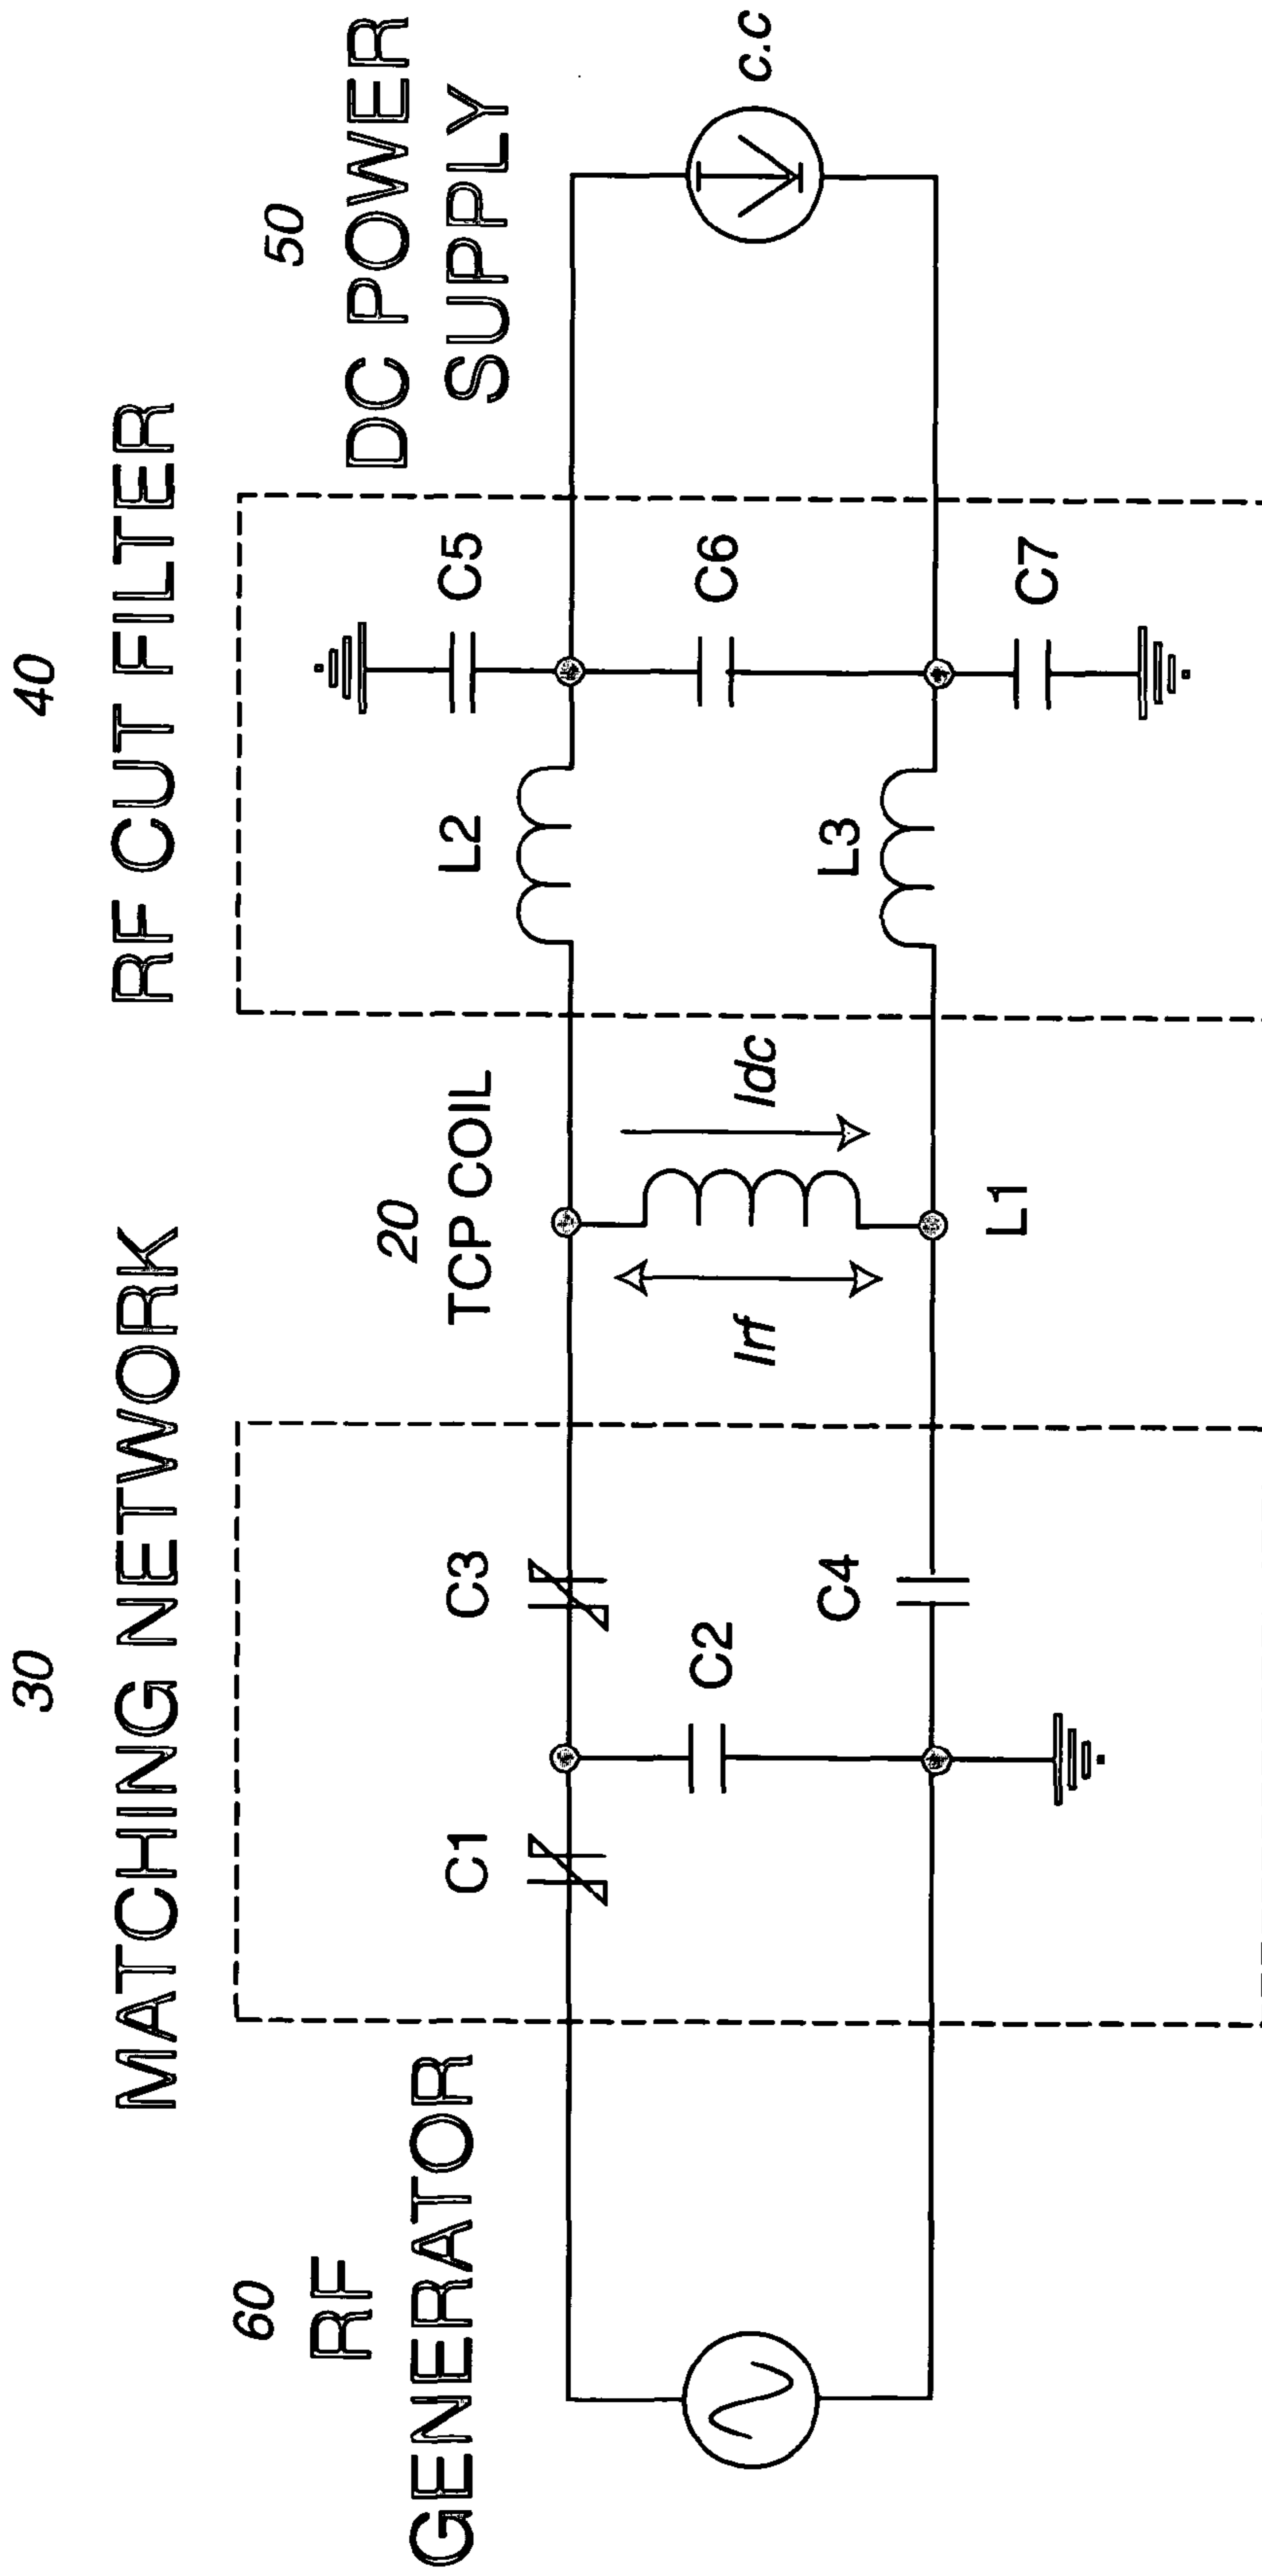 30
MATCHING NETWORK
40
RF CUT FILTER
60
RF
GENERATOR
20
TCP COIL
50
DC POWER
SUPPLY
C1
C3
C2
C4
Irf
Idc
L1
L2
L3
C5
C6
C7
c.c